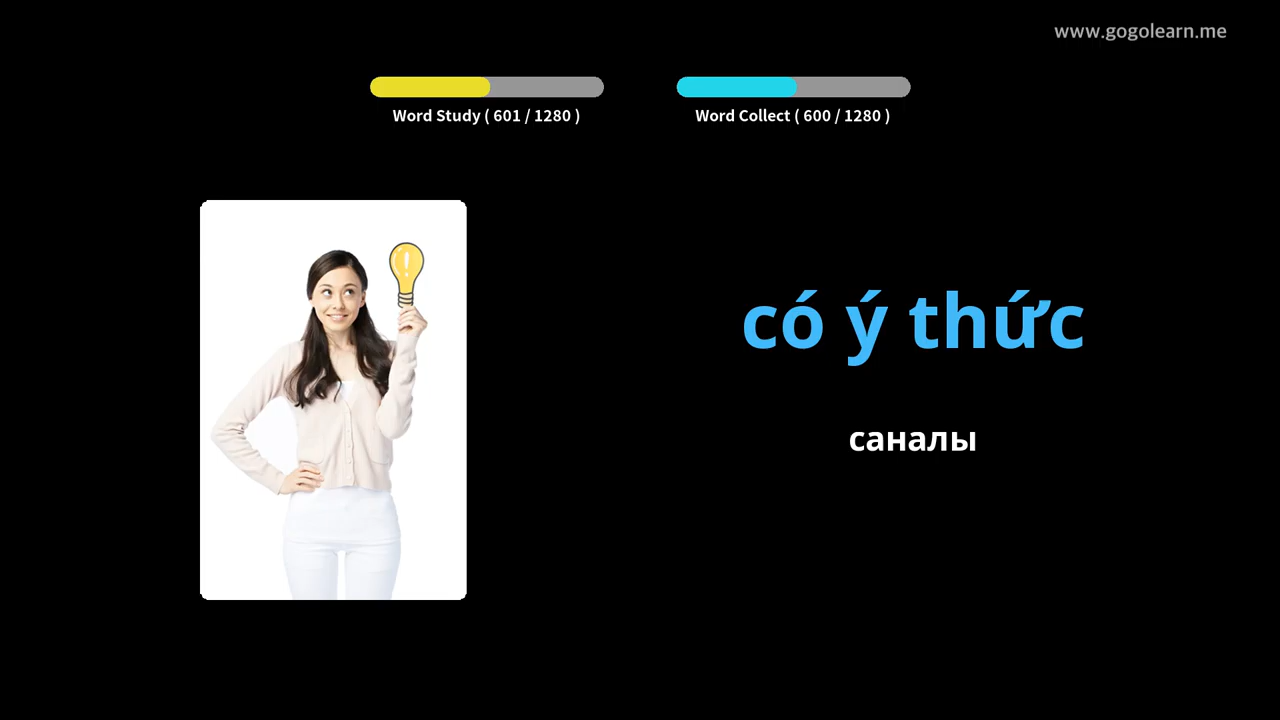 www.gogolearn.me
Word Study ( 601 / 1280 )
Word Collect ( 600 / 1280 )
có ý thức
саналы